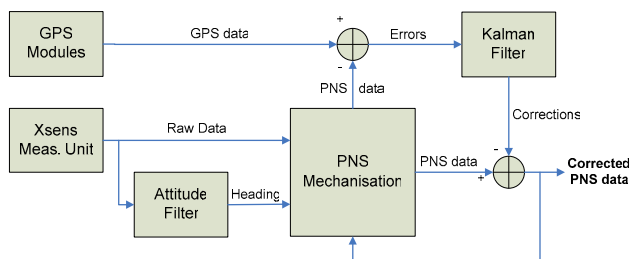 GPS
Modules
GPS data
+
-
Errors
Kalman
Filter
PNS data
Corrections
Xsens
Meas. Unit
Raw Data
PNS
Mechanisation
PNS data
-
+
Corrected
PNS data
Attitude
Filter
Heading